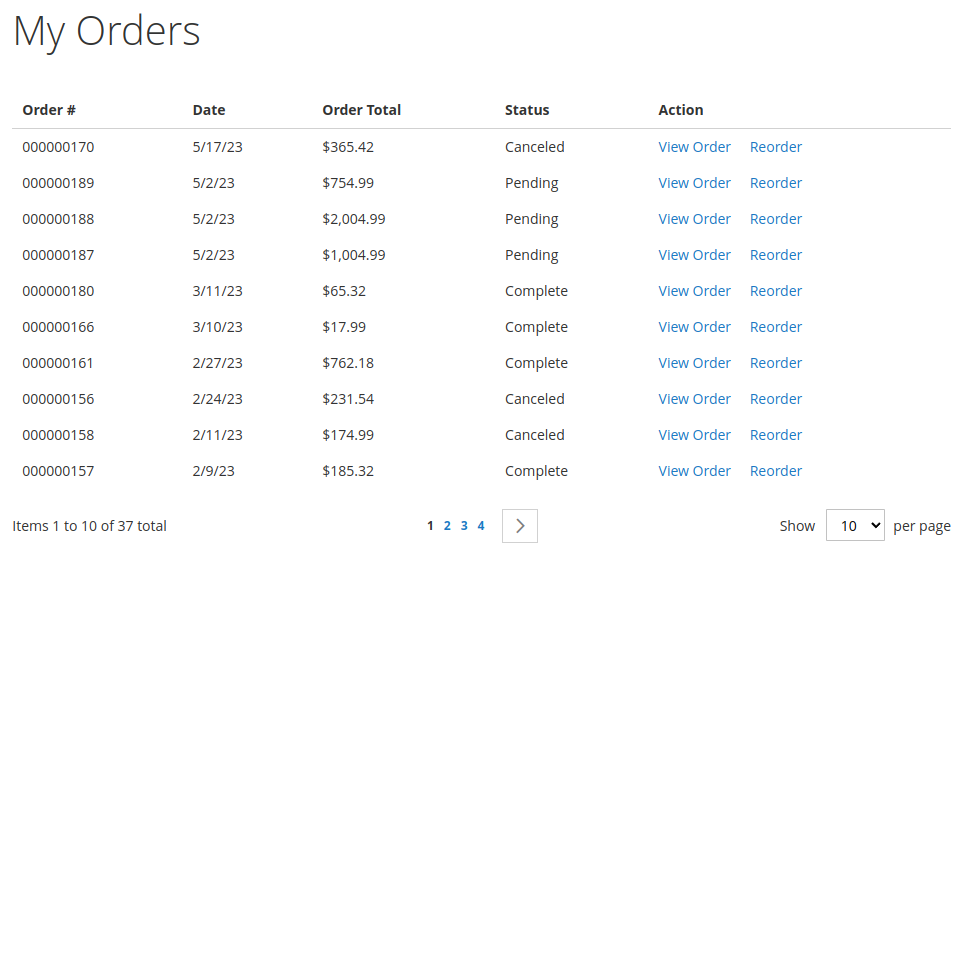 My Orders
Order # Date Order Total Status Action
000000170 5/17/23 $365.42 Canceled View Order Reorder
000000189 5/2/23 $754.99 Pending View Order Reorder
000000188 5/2/23 $2,004.99 Pending View Order Reorder
000000187 5/2/23 $1,004.99 Pending View Order Reorder
000000180 3/11/23 $65.32 Complete View Order Reorder
000000166 3/10/23 $17.99 Complete View Order Reorder
000000161 2/27/23 $762.18 Complete View Order Reorder
000000156 2/24/23 $231.54 Canceled View Order Reorder
000000158 2/11/23 $174.99 Canceled View Order Reorder
000000157 2/9/23 $185.32 Complete View Order Reorder
Items 1 to 10 of 37 total 1 2 3 4 Show 10 per page